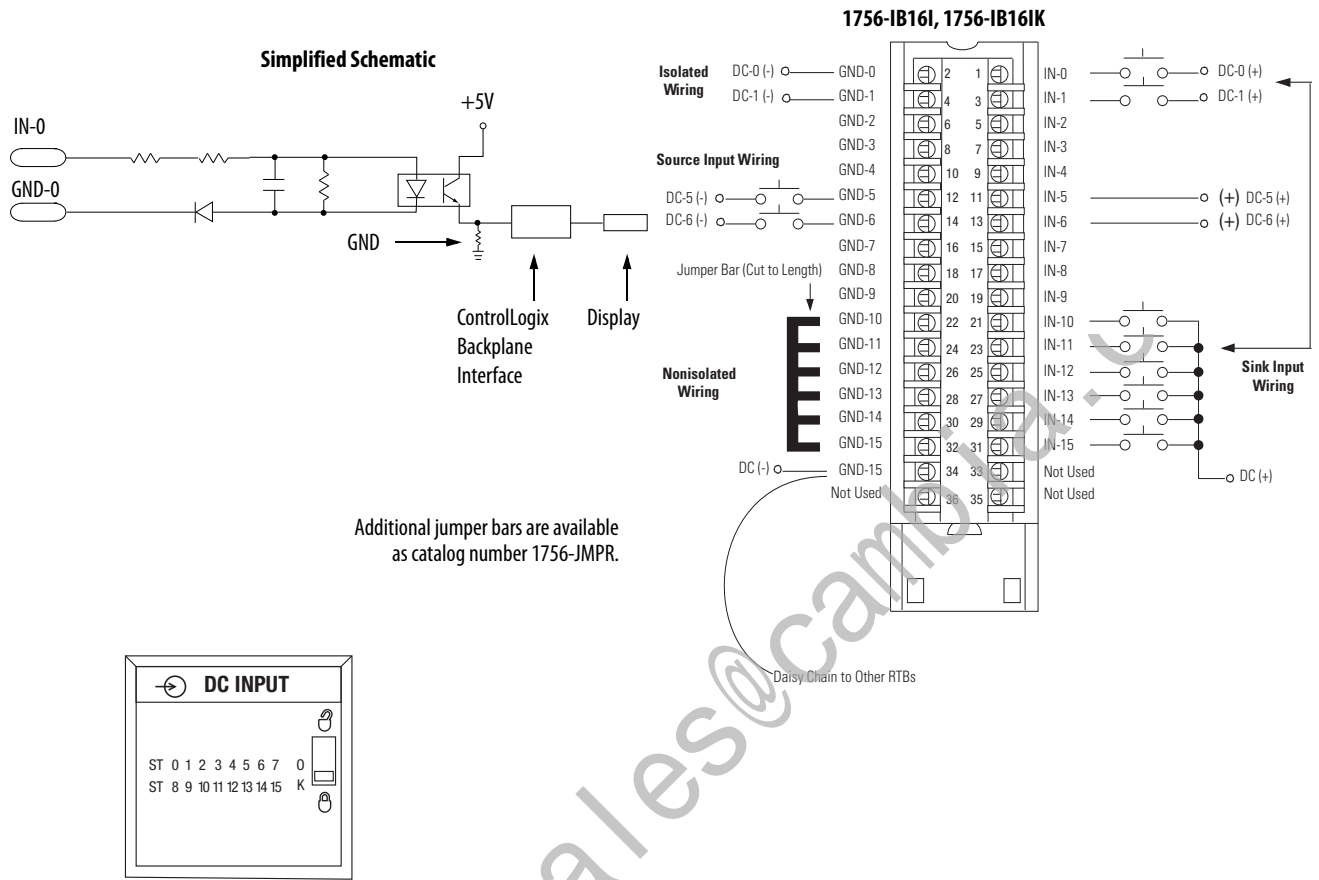 1756-IB16I, 1756-IB16IK
Simplified Schematic
+5V
IN-0
GND-0
GND
ControlLogix
Backplane
Interface
Display
Additional jumper bars are available
as catalog number 1756-JMPR.
DC INPUT
ST 0 1 2 3 4 5 6 7 O
ST 8 9 10 11 12 13 14 15 K
Isolated
Wiring
DC-0 (-)
DC-1 (-)
Source Input Wiring
DC-5 (-)
DC-6 (-)
Jumper Bar (Cut to Length)
Nonisolated
Wiring
DC (-)
GND-0 2 1 IN-0 DC-0 (+)
GND-1 4 3 IN-1 DC-1 (+)
GND-2 6 5 IN-2
GND-3 8 7 IN-3
GND-4 10 9 IN-4
GND-5 12 11 IN-5 (+) DC-5 (+)
GND-6 14 13 IN-6 (+) DC-6 (+)
GND-7 16 15 IN-7
GND-8 18 17 IN-8
GND-9 20 19 IN-9
GND-10 22 21 IN-10
GND-11 24 23 IN-11
GND-12 26 25 IN-12
GND-13 28 27 IN-13
GND-14 30 29 IN-14
GND-15 32 31 IN-15
GND-15 34 33 Not Used
Not Used 36 35 Not Used
Sink Input
Wiring
DC (+)
Daisy Chain to Other RTBs
ales@cambia.c